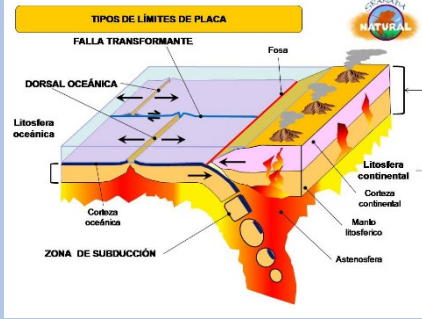 TIPOS DE LÍMITES DE PLACA
NATURAL
FALLA TRANSFORMANTE
Fosa
DORSAL OCEÁNICA
Litosfera
oceánica
Litosfera
continental
Corteza
continental
Corteza
oceánica
Manto
litosferico
ZONA DE SUBDUCCIÓN
Astenosfera